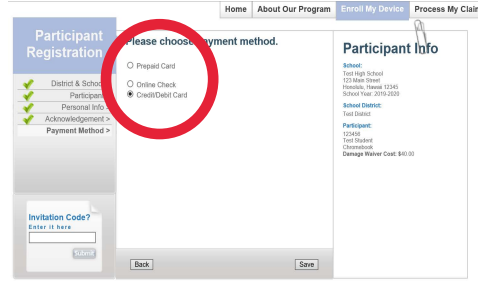 Home
About Our Program
Enroll My Device
Process My Clai
Participant
Registration
District & Schoo
Participan
Personal Info >
Acknowledgement >
Payment Method >
Invitation Code?
Enter it here
Submit
Please choose payment method.
Prepaid Card
Online Check
Credit/Debit Card
Back
Save
Participant Info
School:
Test High School
123 Main Street
Honolulu, Hawaii 12345
School Year: 2019-2020
School District:
Test District
Participant:
123456
Test Student
Chromebook
Damage Waiver Cost: $40.00